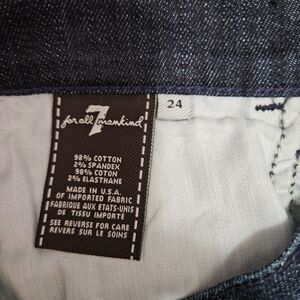 7
for all mankind
24
98% COTTON
2% SPANDEX
98% COTON
2% ELASTHANE
MADE IN U.S.A.
OF IMPORTED FABRIC
FABRIQUE AUX ETATS-UNIS
DE TISSU IMPORTÉ
SEE REVERSE FOR CARE
REVERS SUR LE SOINS